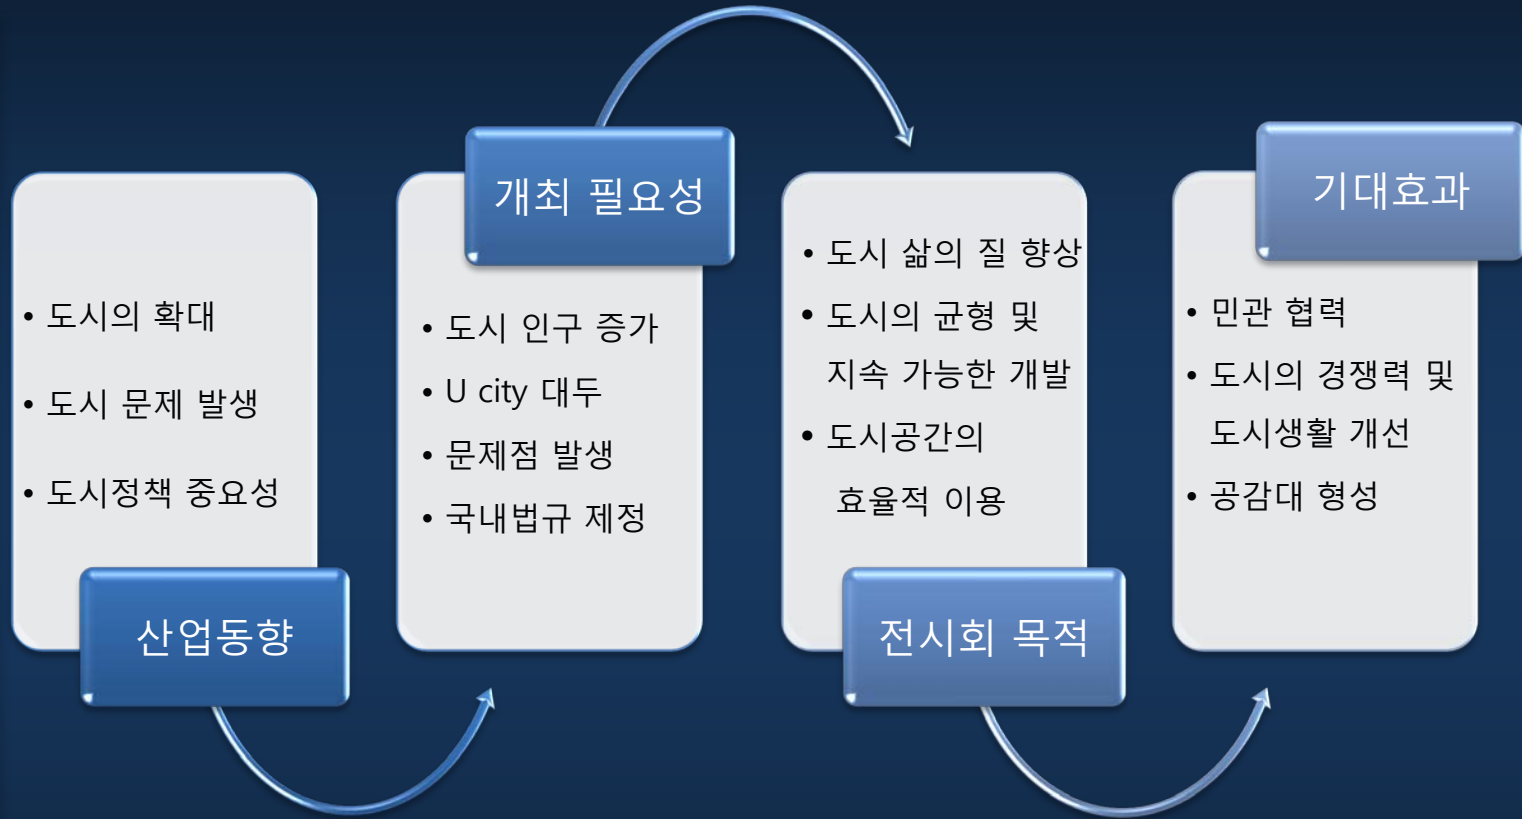 산업동향
• 도시의 확대
• 도시 문제 발생
• 도시정책 중요성
개최 필요성
• 도시 인구 증가
• U city 대두
• 문제점 발생
• 국내법규 제정
전시회 목적
• 도시 삶의 질 향상
• 도시의 균형 및
지속 가능한 개발
• 도시공간의
효율적 이용
기대효과
• 민관 협력
• 도시의 경쟁력 및
도시생활 개선
• 공감대 형성